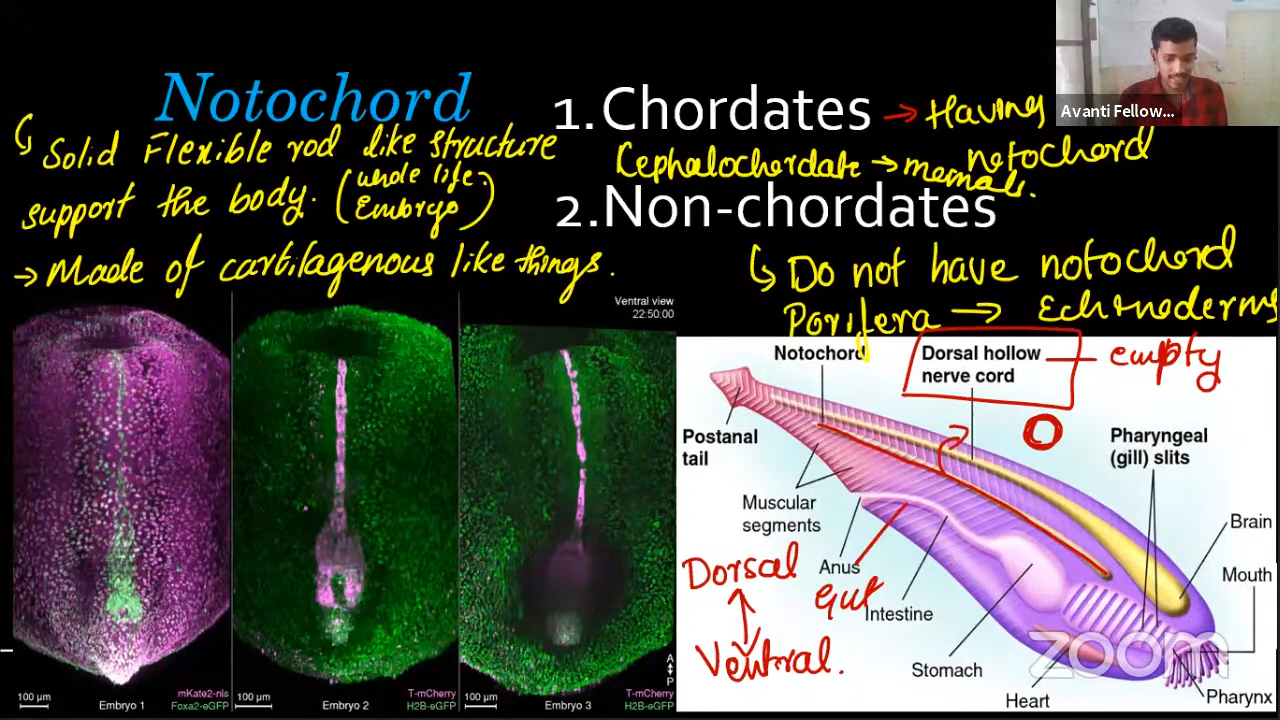 Avanti Fellow...
Notochord
Solid Flexible rod like structure
support the body. (whole life.
Embryo)
→ Made of cartilagenous like things.
1. Chordates → Having
notochord
Cephalochordate → memals.
2. Non-chordates
Do not have notochord
Porifera → Echinoderms
Ventral view
22:50:00
100 µm
Embryo 1
mKate2-nls
Foxa2-eGFP
100 µm
Embryo 2
T-mCherry
H2B-eGFP
100 µm
Embryo 3
A
P
T-mCherry
H2B-eGFP
Notochord
Dorsal hollow
nerve cord
empty
Postanal
tail
Pharyngeal
(gill) slits
Muscular
segments
Brain
Dorsal
Anus
Gut
Mouth
Intestine
Ventral.
Stomach
zoom
Heart
Pharynx